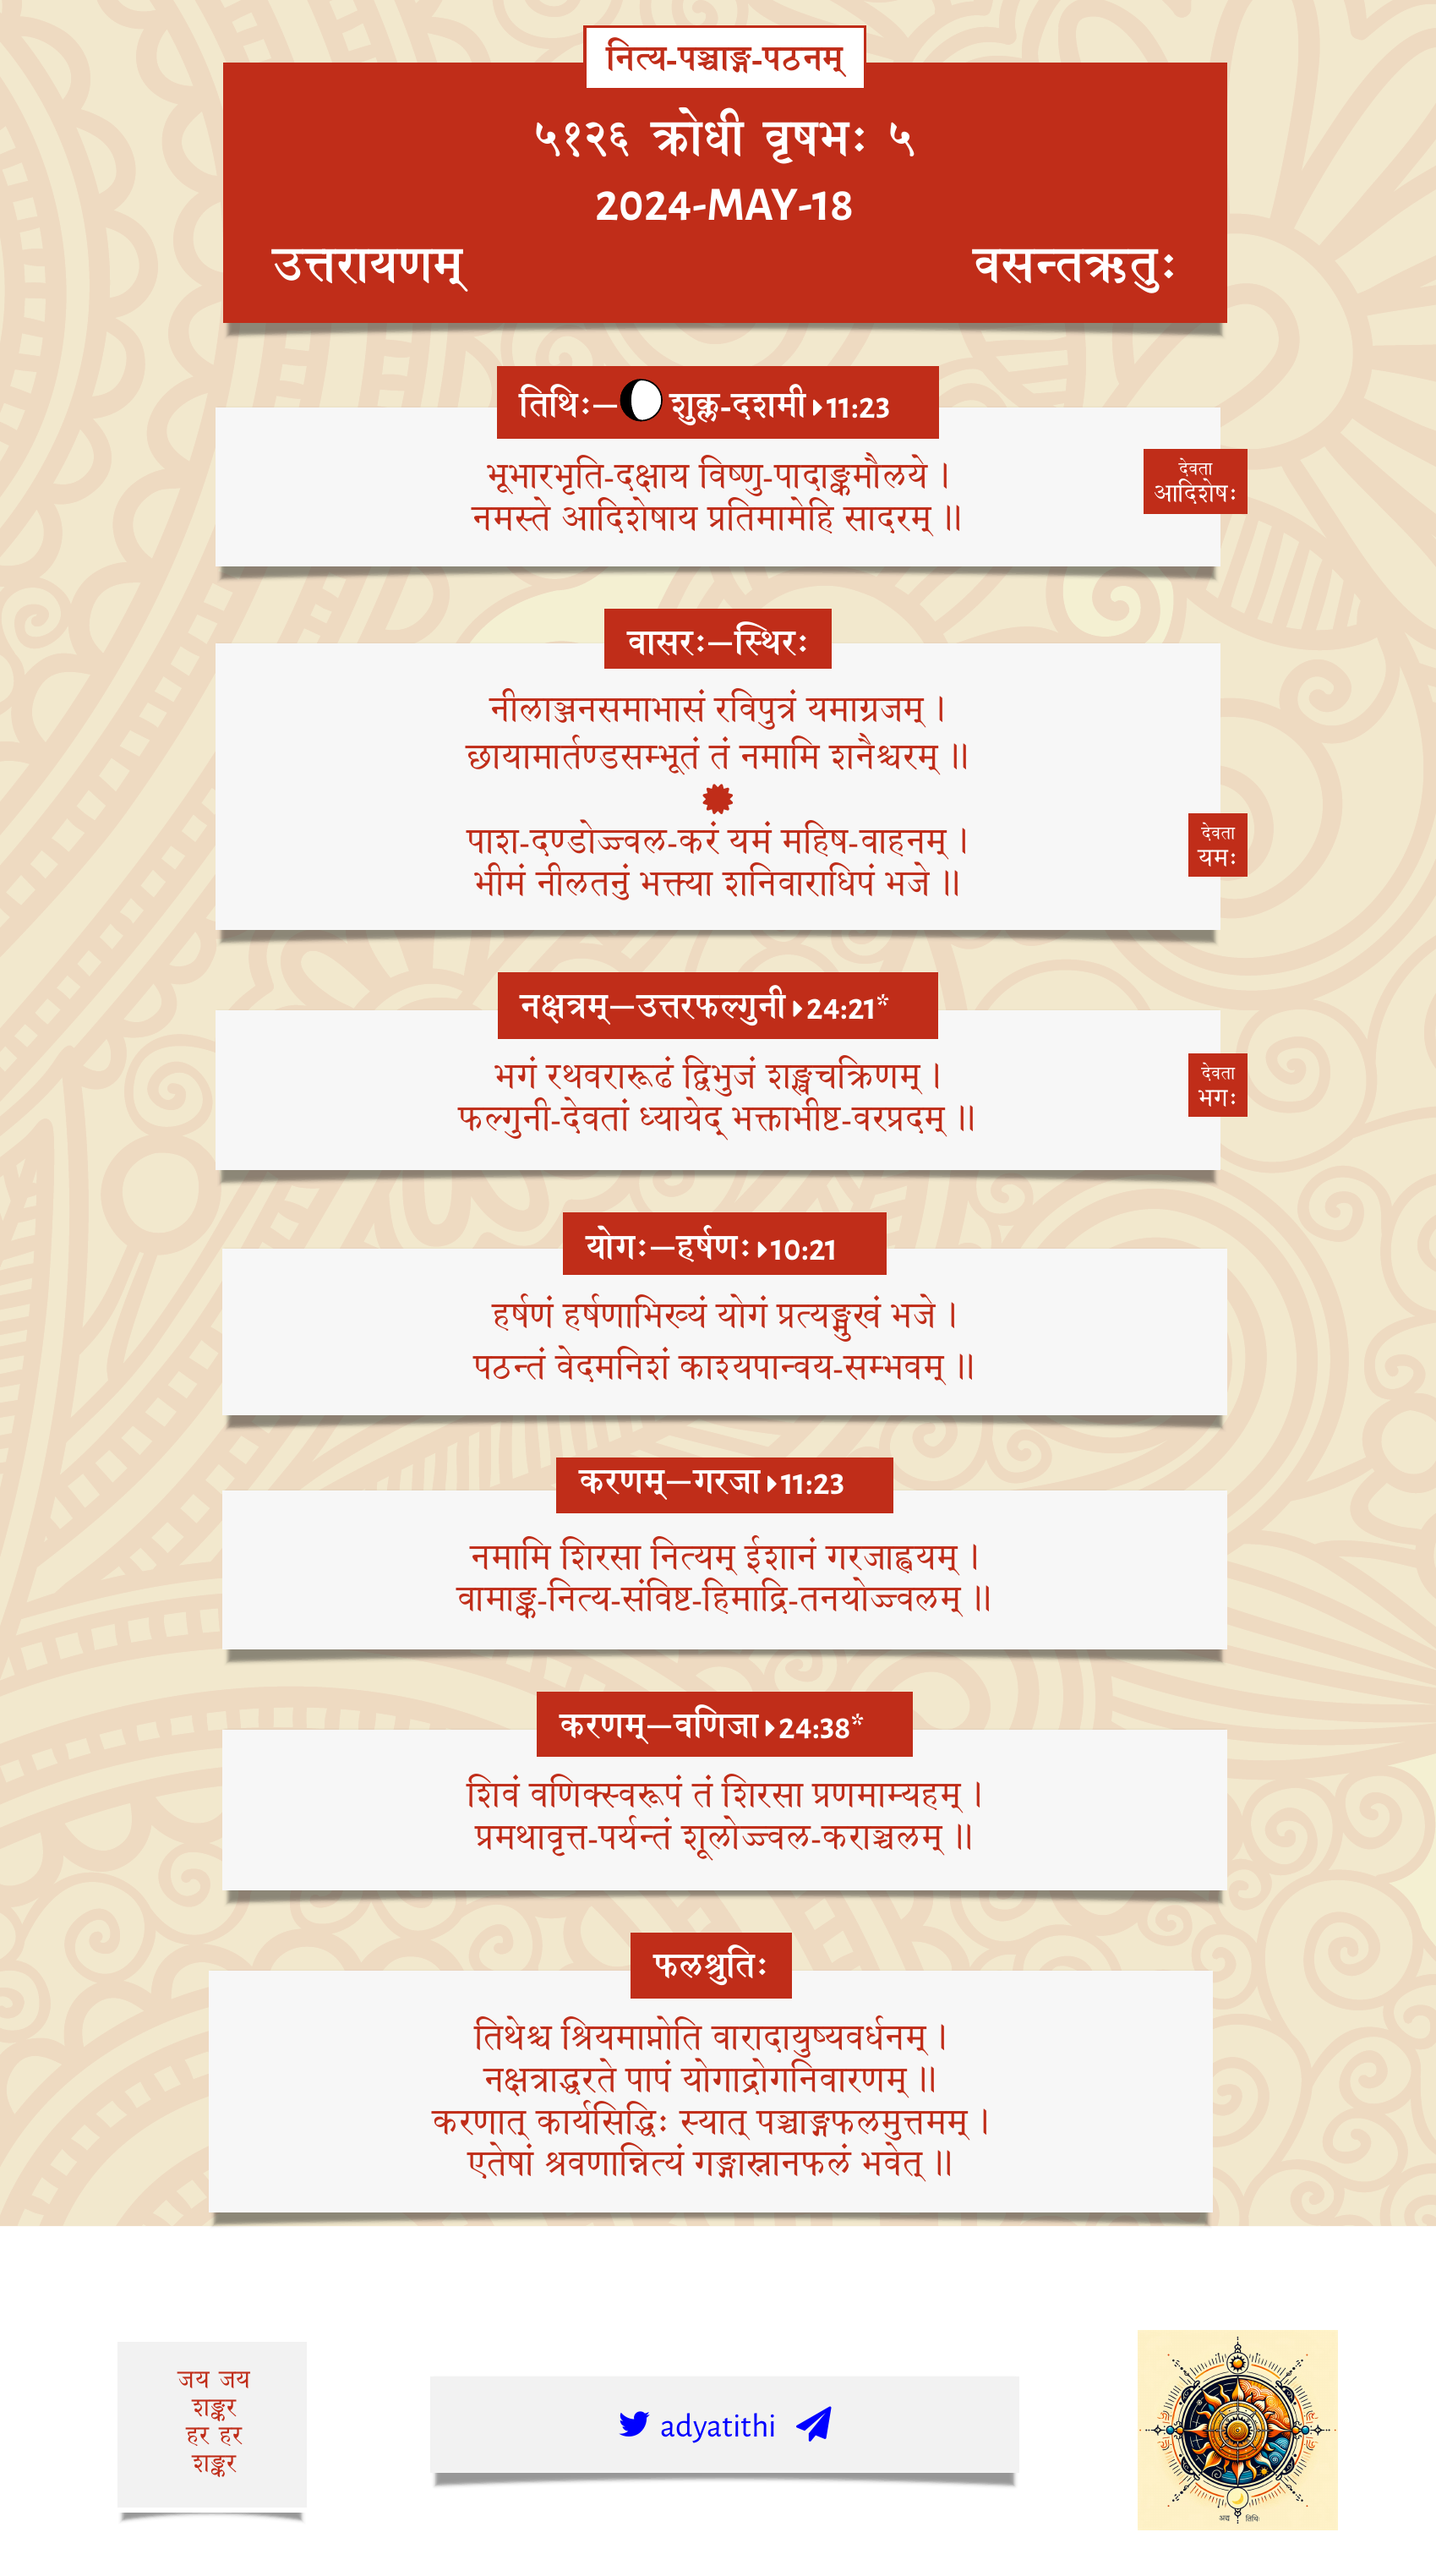 नित्य-पञ्चाङ्ग-पठनम्
५१२६ क्रोधी वृषभः ५
2024-MAY-18
उत्तरायणम्
वसन्तऋतुः
तिथिः—शुक्ल-दशमी 11:23
भूभारभृति-दक्षाय विष्णु-पादाङ्कमौलये ।
नमस्ते आदिशेषाय प्रतिमामेहि सादरम् ॥
देवता
आदिशेषः
वासरः—स्थिरः
नीलाञ्जनसमाभासं रविपुत्रं यमाग्रजम् ।
छायामार्तण्डसम्भूतं तं नमामि शनैश्चरम् ॥
पाश-दण्डोज्ज्वल-करं यमं महिष-वाहनम् ।
भीमं नीलतनुं भक्त्या शनिवाराधिपं भजे ॥
देवता
यमः
नक्षत्रम्—उत्तरफल्गुनी 24:21*
भगं रथवरारूढं द्विभुजं शङ्खचक्रिणम् ।
फल्गुनी-देवतां ध्यायेद् भक्ताभीष्ट-वरप्रदम् ॥
देवता
भगः
योगः—हर्षणः 10:21
हर्षणं हर्षणाभिख्यं योगं प्रत्यङ्मुखं भजे ।
पठन्तं वेदमनिशं काश्यपान्वय-सम्भवम् ॥
करणम्—गरजा 11:23
नमामि शिरसा नित्यम् ईशानं गरजाह्वयम् ।
वामाङ्क-नित्य-संविष्ट-हिमाद्रि-तनयोज्ज्वलम् ॥
करणम्—वणिजा 24:38*
शिवं वणिक्स्वरूपं तं शिरसा प्रणमाम्यहम् ।
प्रमथावृत्त-पर्यन्तं शूलोज्ज्वल-कराञ्चलम् ॥
फलश्रुतिः
तिथेश्च श्रियमाप्नोति वारादायुष्यवर्धनम् ।
नक्षत्राद्धरते पापं योगाद्रोगनिवारणम् ॥
करणात् कार्यसिद्धिः स्यात् पञ्चाङ्गफलमुत्तमम् ।
एतेषां श्रवणान्नित्यं गङ्गास्नानफलं भवेत् ॥
जय जय
शङ्कर
हर हर
शङ्कर
adyatithi
अद्य तिथिः